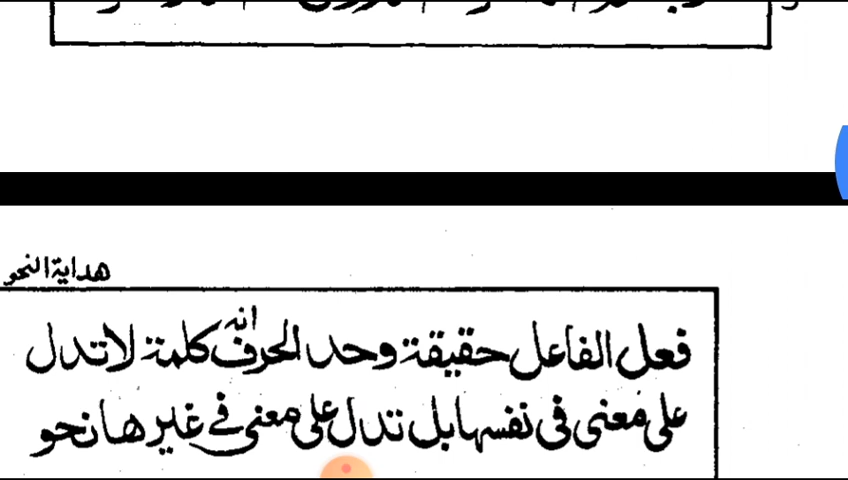 هداية النحو
فعل الفاعل حقيقة وحد الحرف انه كلمة لا تدل
على معنى فى نفسها بل تدل على معنى فى غيرها نحو